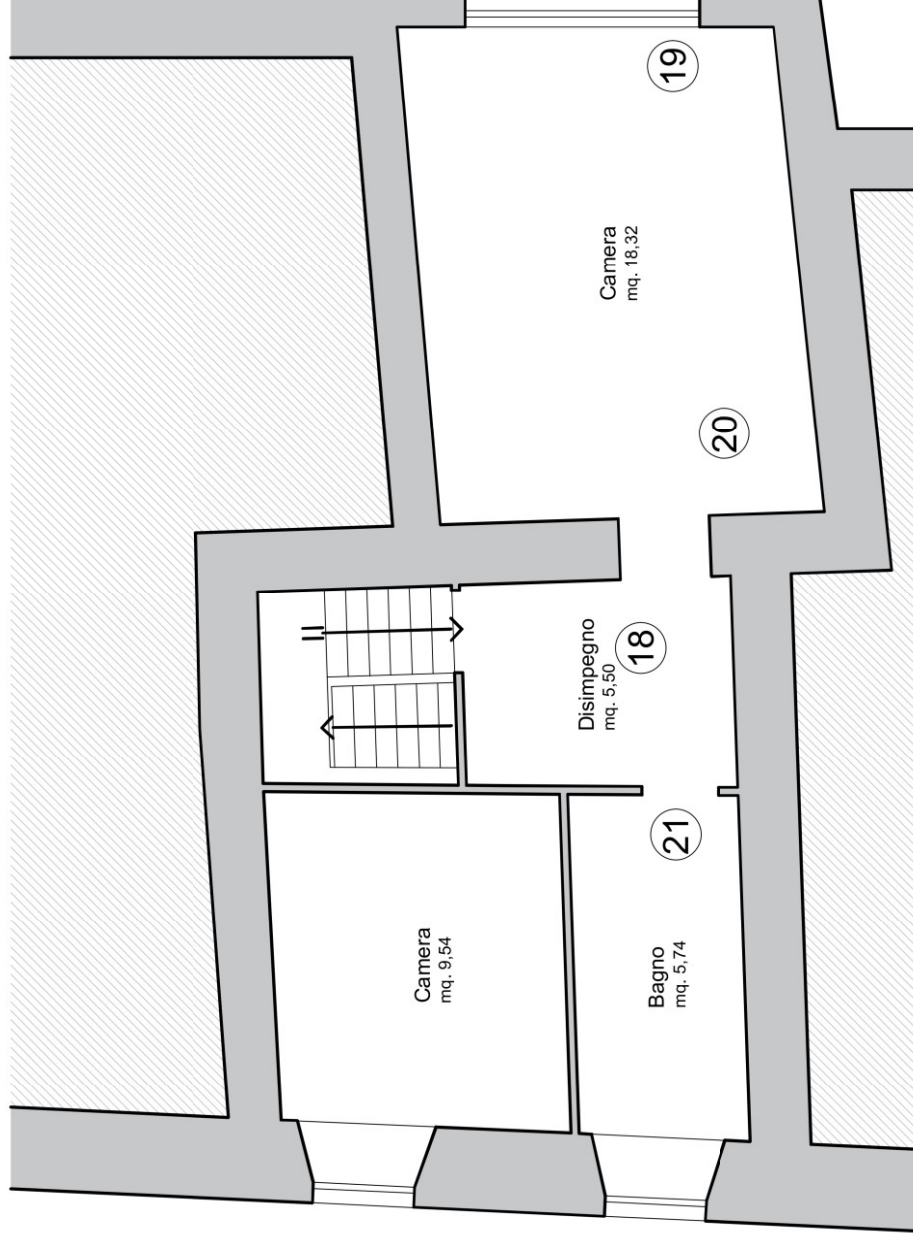 19
Camera
mq. 18,32
20
Disimpegno
mq. 5,50
18
21
Camera
mq. 9,54
Bagno
mq. 5,74